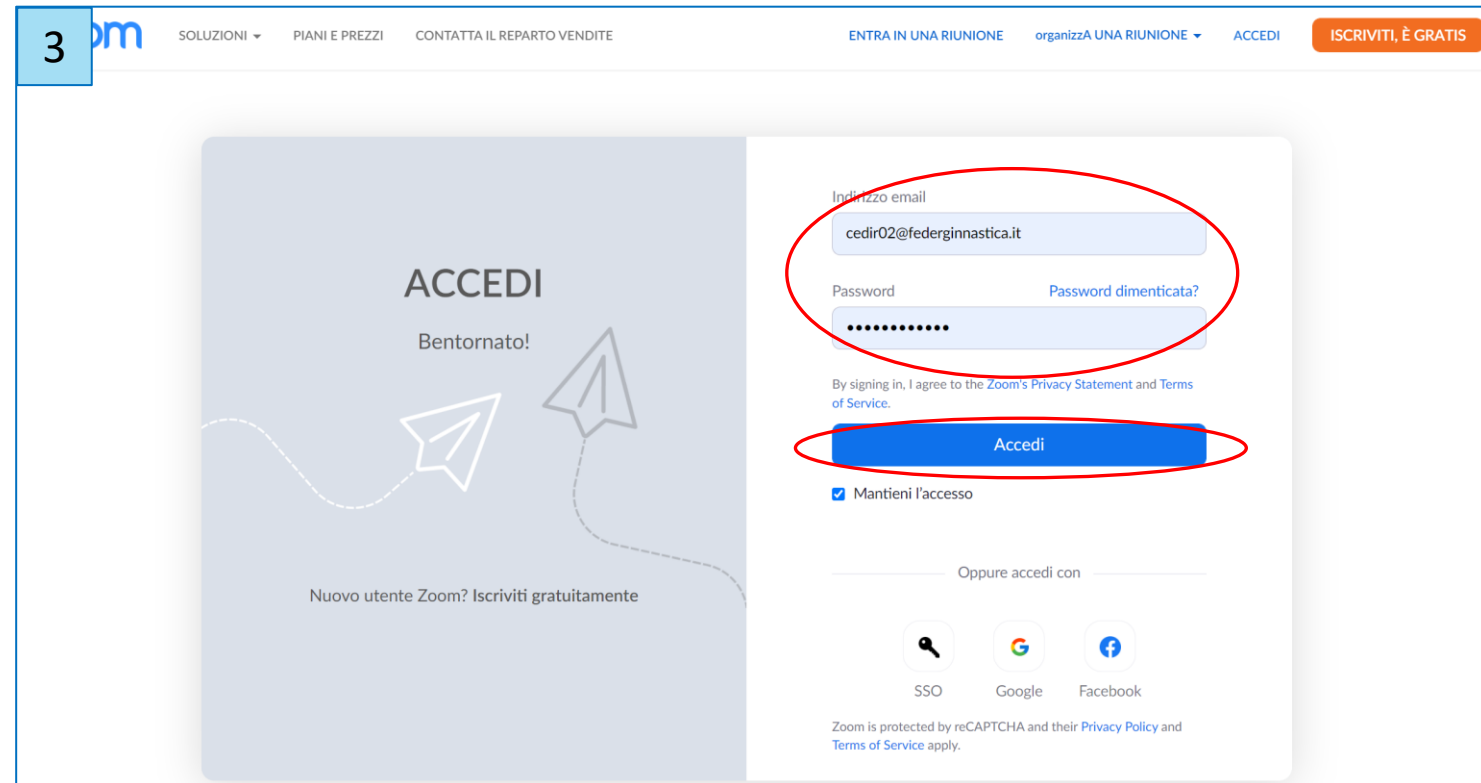 3
om
SOLUZIONI
PIANI E PREZZI
CONTATTA IL REPARTO VENDITE
ENTRA IN UNA RIUNIONE
organizzA UNA RIUNIONE
ACCEDI
ISCRIVITI, È GRATIS
ACCEDI
Bentornato!
Nuovo utente Zoom? Iscriviti gratuitamente
Indirizzo email
cedir02@federginnastica.it
Password
Password dimenticata?
••••••••••••
By signing in, I agree to the Zoom's Privacy Statement and Terms
of Service.
Accedi
Mantieni l'accesso
Oppure accedi con
SSO
Google
Facebook
Zoom is protected by reCAPTCHA and their Privacy Policy and
Terms of Service apply.